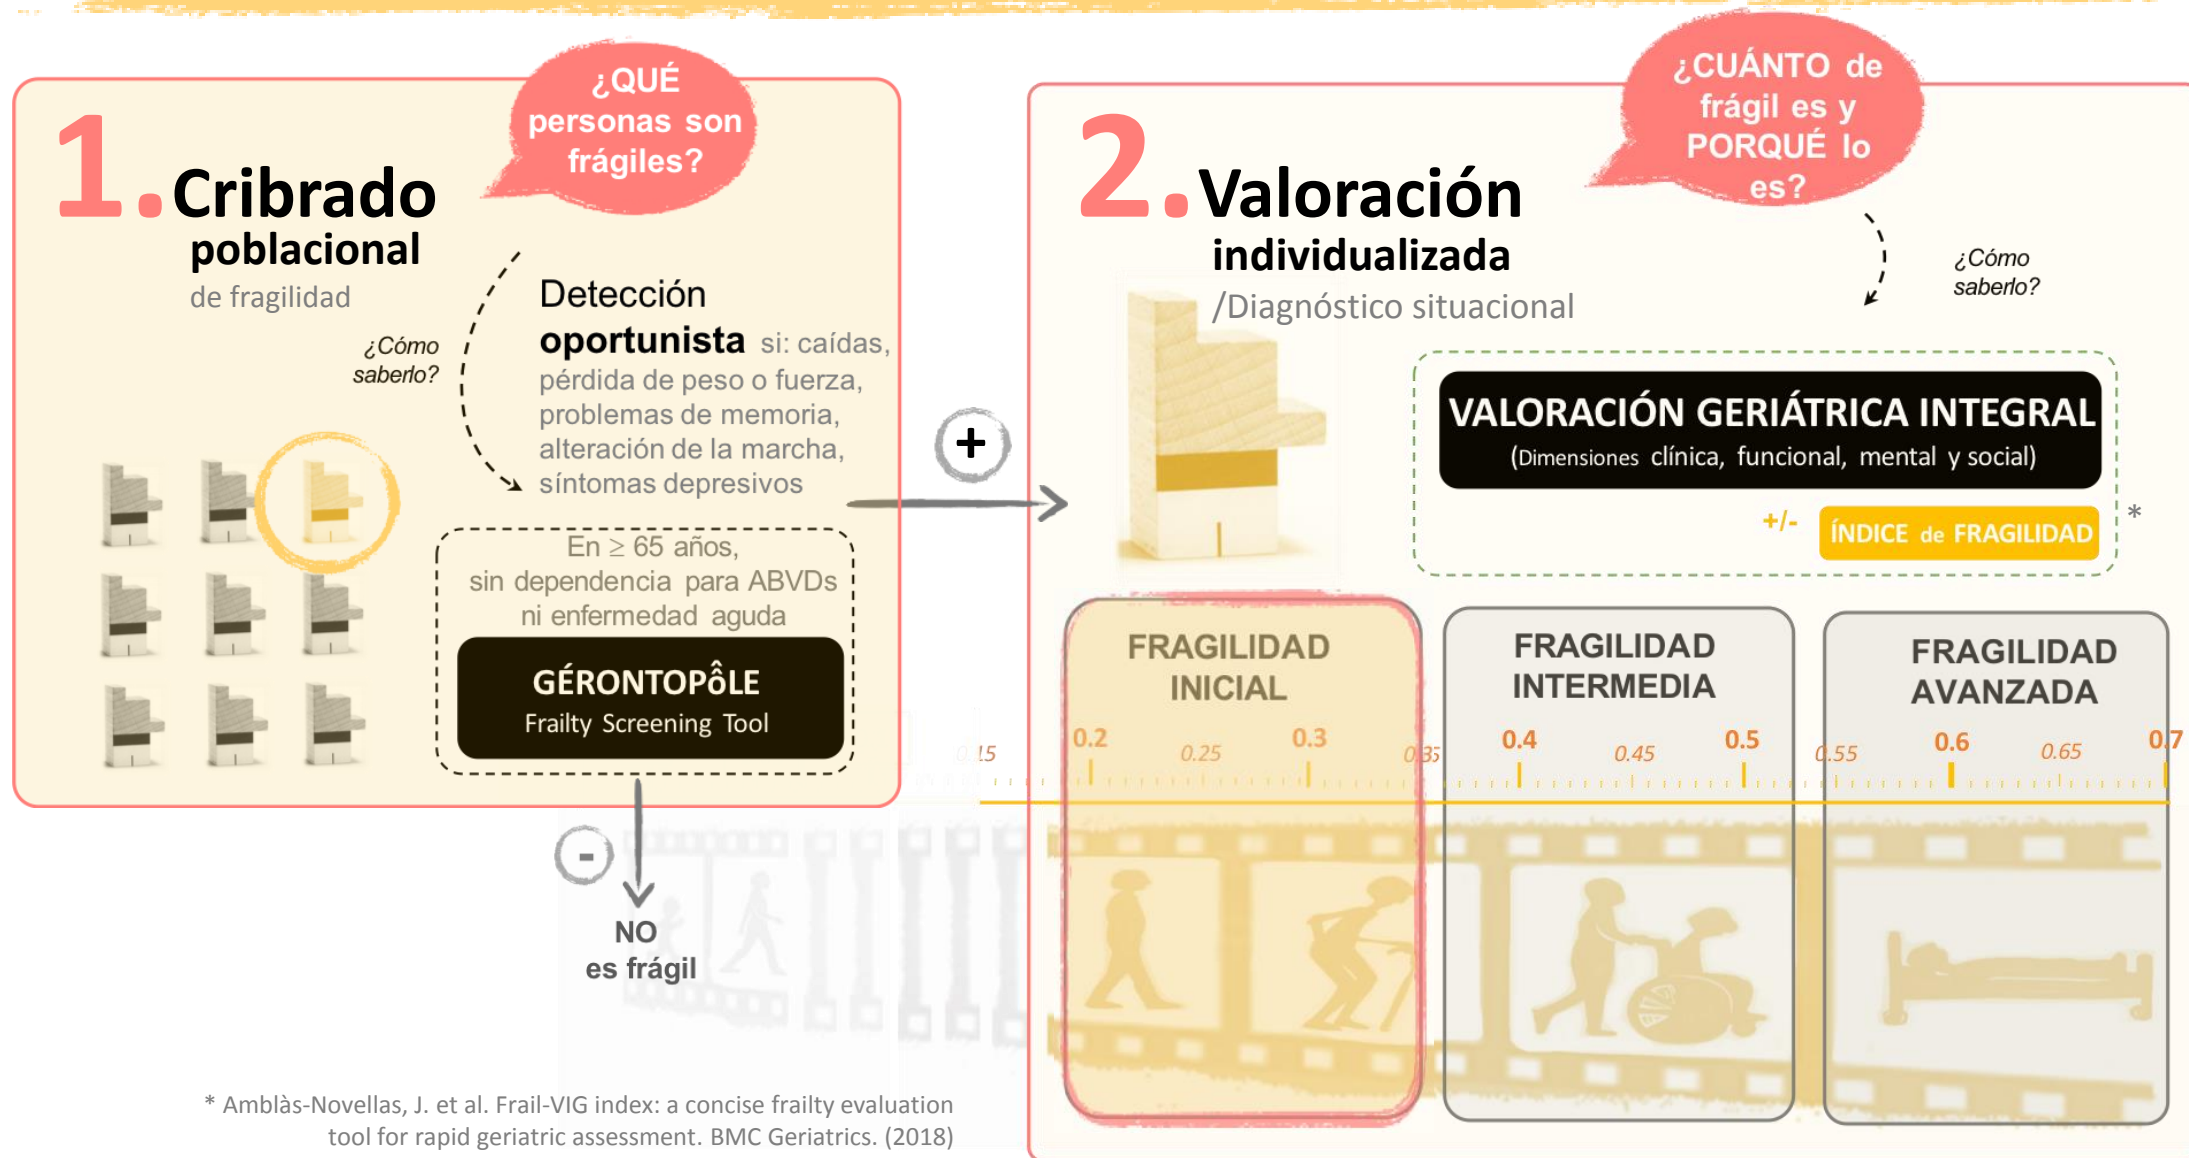 ¿QUÉ
personas son
frágiles?
1. Cribrado
poblacional
de fragilidad
¿Cómo
saberlo?
Detección
oportunista si: caídas,
pérdida de peso o fuerza,
problemas de memoria,
alteración de la marcha,
síntomas depresivos
En ≥ 65 años,
sin dependencia para ABVDs
ni enfermedad aguda
GÉRONTOPôLE
Frailty Screening Tool
+
-
NO
es frágil
¿CUÁNTO de
frágil es y
PORQUÉ lo
es?
2. Valoración
individualizada
/Diagnóstico situacional
¿Cómo
saberlo?
VALORACIÓN GERIÁTRICA INTEGRAL
(Dimensiones clínica, funcional, mental y social)
+/- ÍNDICE de FRAGILIDAD *
FRAGILIDAD
INICIAL
FRAGILIDAD
INTERMEDIA
FRAGILIDAD
AVANZADA
0.15 0.2 0.25 0.3 0.35 0.4 0.45 0.5 0.55 0.6 0.65 0.7
* Amblàs-Novellas, J. et al. Frail-VIG index: a concise frailty evaluation
tool for rapid geriatric assessment. BMC Geriatrics. (2018)